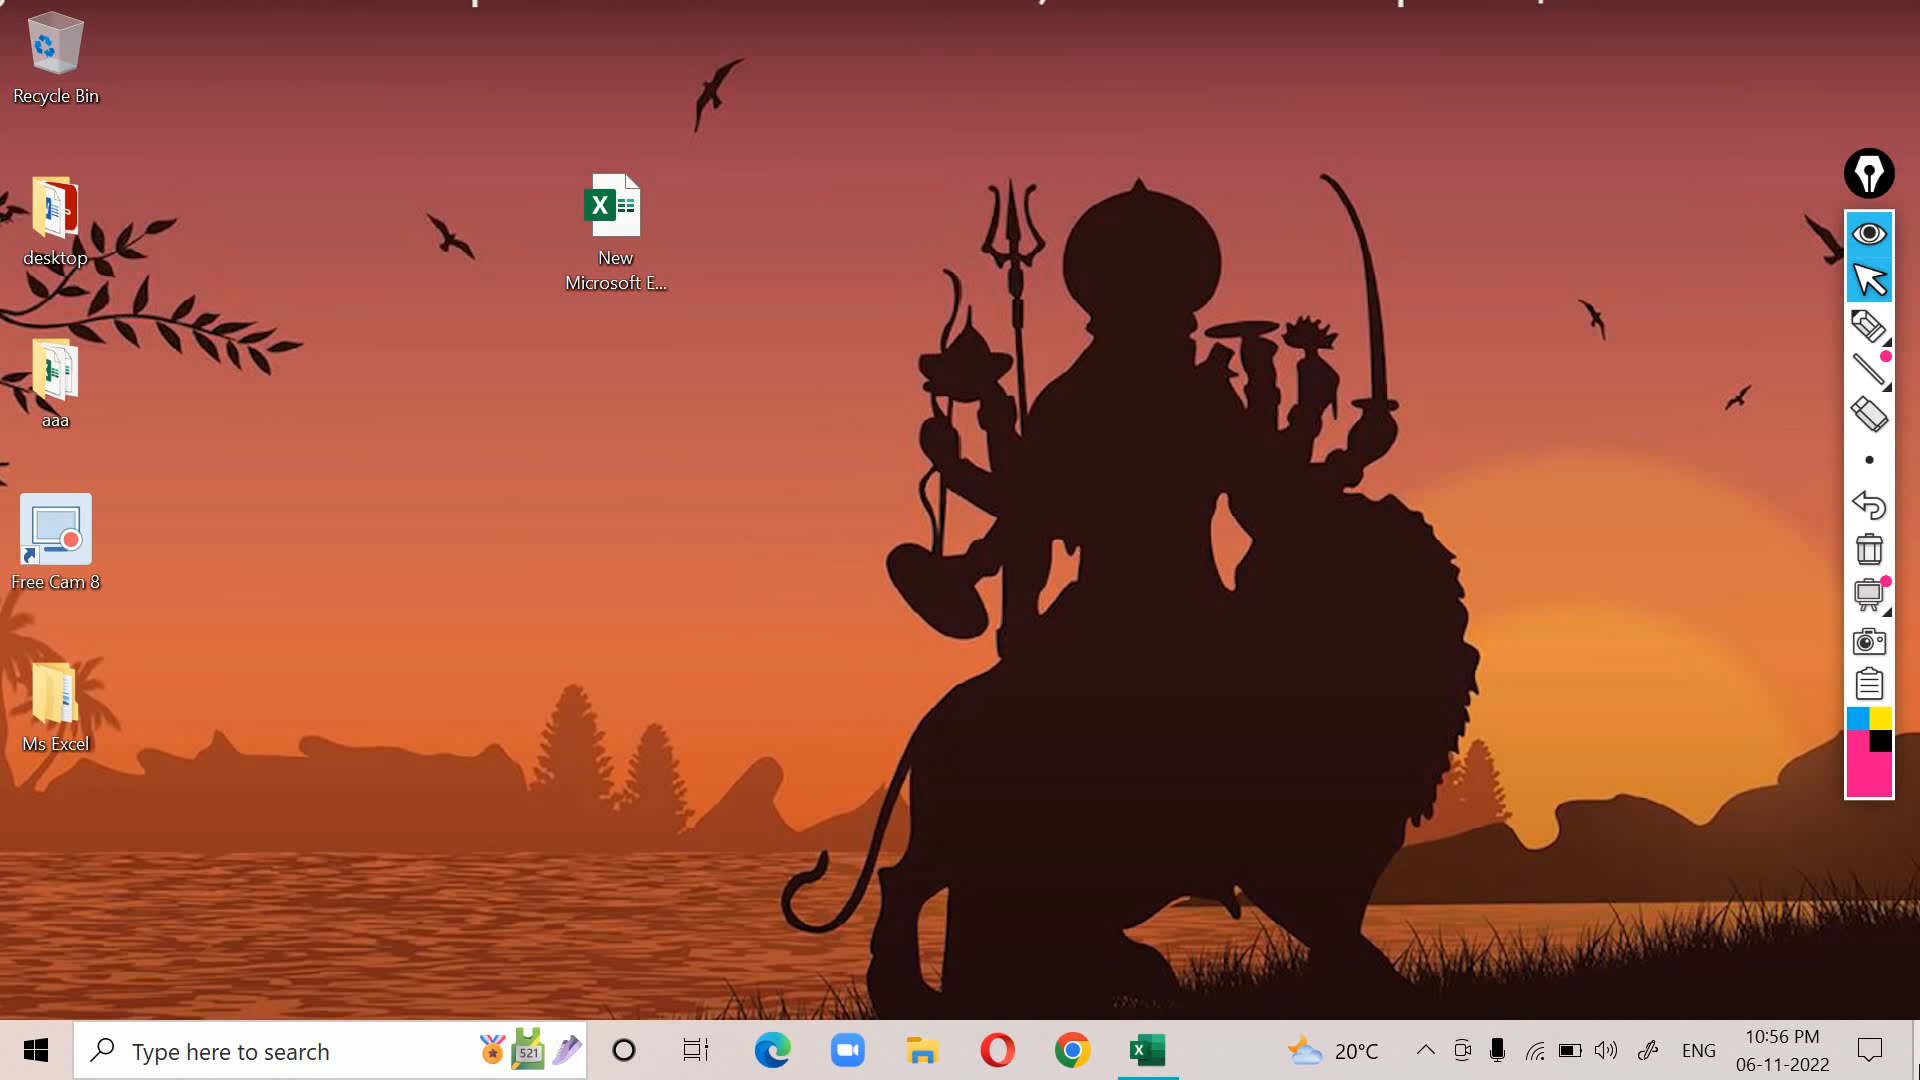 Recycle Bin
desktop
New
Microsoft E...
aaa
Free Cam 8
Ms Excel
Type here to search
521
20°C
ENG
10:56 PM
06-11-2022